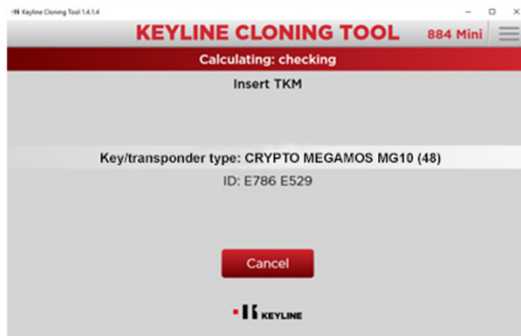 Keyline Cloning Tool 1.4.1.4
KEYLINE CLONING TOOL
884 Mini
Calculating: checking
Insert TKM
Key/transponder type: CRYPTO MEGAMOS MG10 (48)
ID: E786 E529
Cancel
KEYLINE